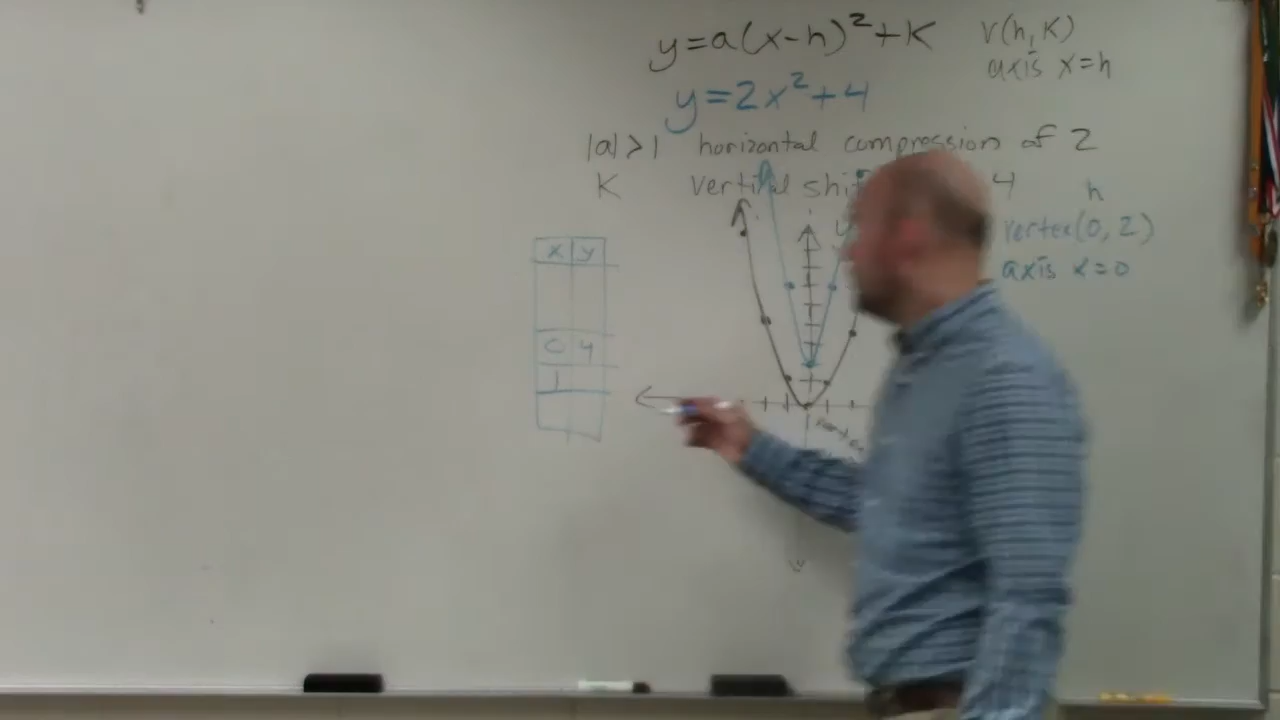 y=a(x-h)²+K
V(h,K)
axis x=h
y=2x²+4
|a|>1 horizontal compression of 2
K vertical 4
h
vertex(0,2)
axis x=0
x y
0 4
1